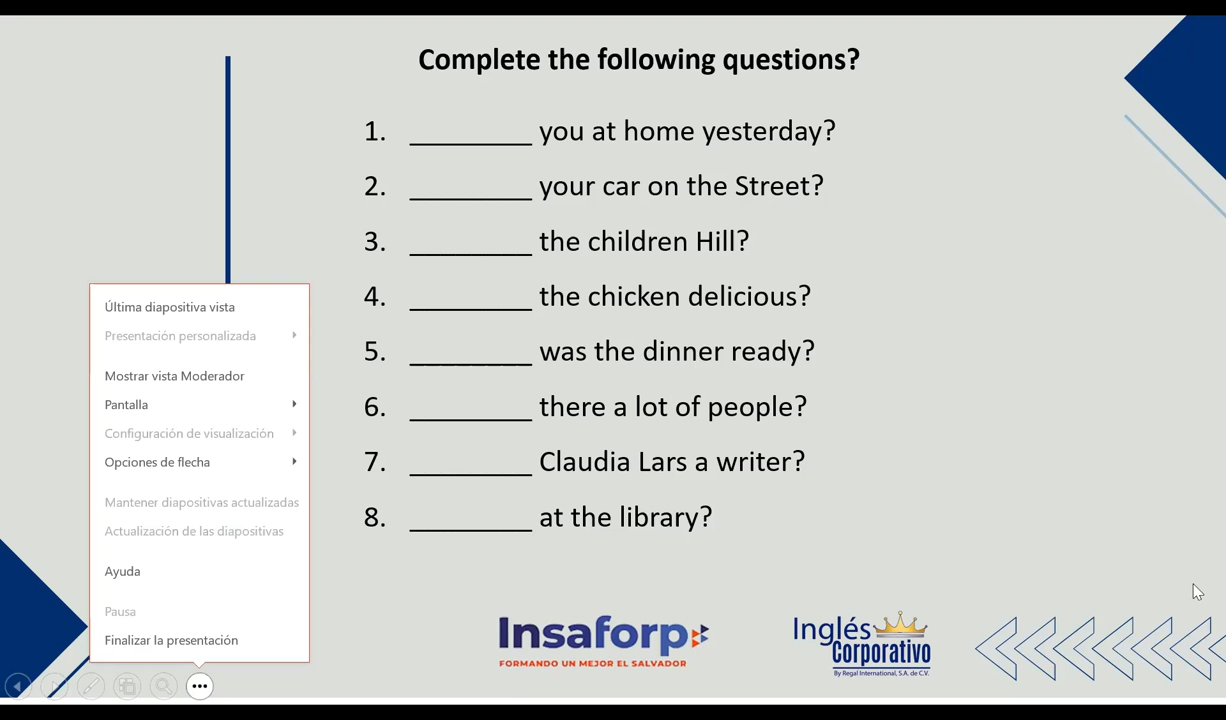 Complete the following questions?
1. ________ you at home yesterday?
2. ________ your car on the Street?
3. ________ the children Hill?
4. ________ the chicken delicious?
5. ________ was the dinner ready?
6. ________ there a lot of people?
7. ________ Claudia Lars a writer?
8. ________ at the library?
Última diapositiva vista
Presentación personalizada
Mostrar vista Moderador
Pantalla
Configuración de visualización
Opciones de flecha
Mantener diapositivas actualizadas
Actualización de las diapositivas
Ayuda
Pausa
Finalizar la presentación
Insaforp
FORMANDO UN MEJOR EL SALVADOR
Inglés
Corporativo
By Regal International, S.A. de C.V.